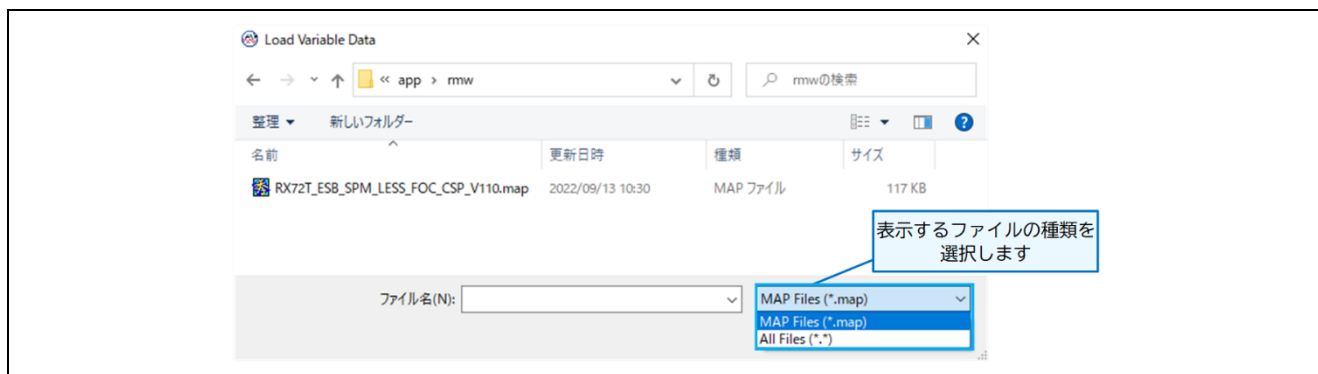 Load Variable Data
« app › rmw
rmwの検索
整理 新しいフォルダー
名前 更新日時 種類 サイズ
RX72T_ESB_SPM_LESS_FOC_CSP_V110.map 2022/09/13 10:30 MAP ファイル 117 KB
表示するファイルの種類を
選択します
ファイル名(N):
MAP Files (*.map)
MAP Files (*.map)
All Files (*.*)